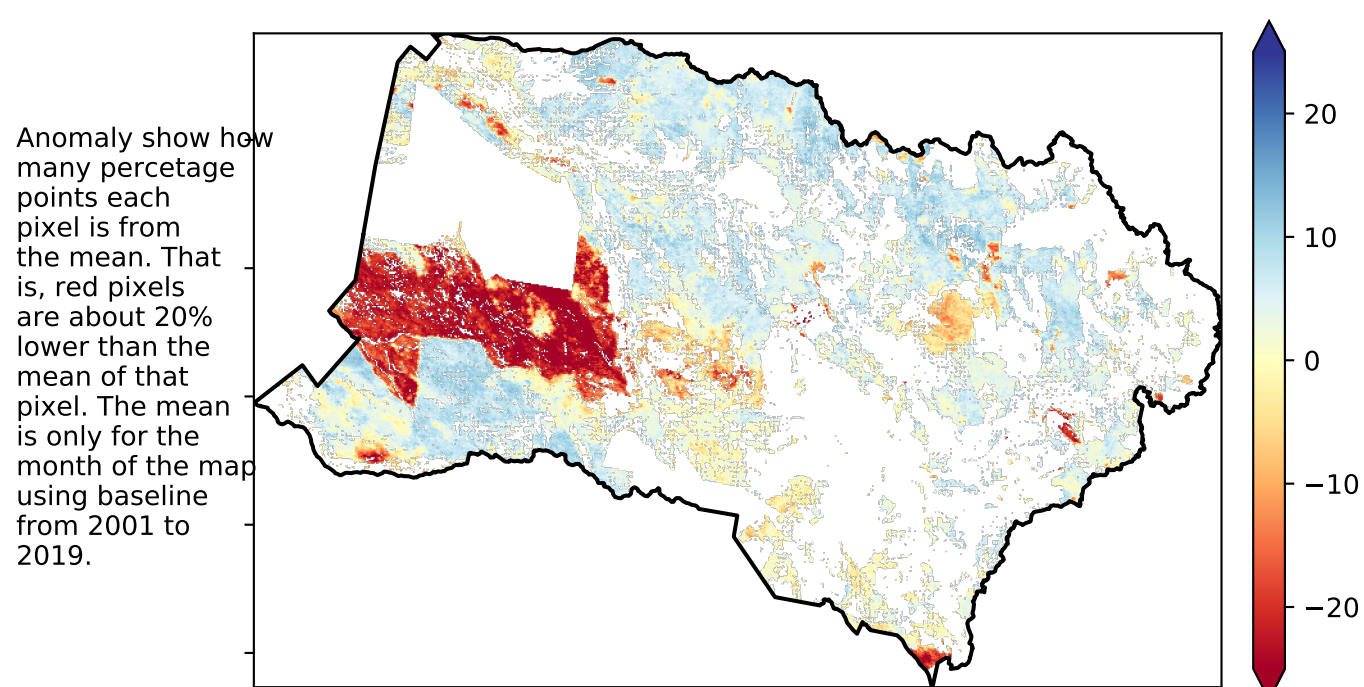 Anomaly show how
many percetage
points each
pixel is from
the mean. That
is, red pixels
are about 20%
lower than the
mean of that
pixel. The mean
is only for the
month of the map
using baseline
from 2001 to
2019.
20
10
0
−10
−20